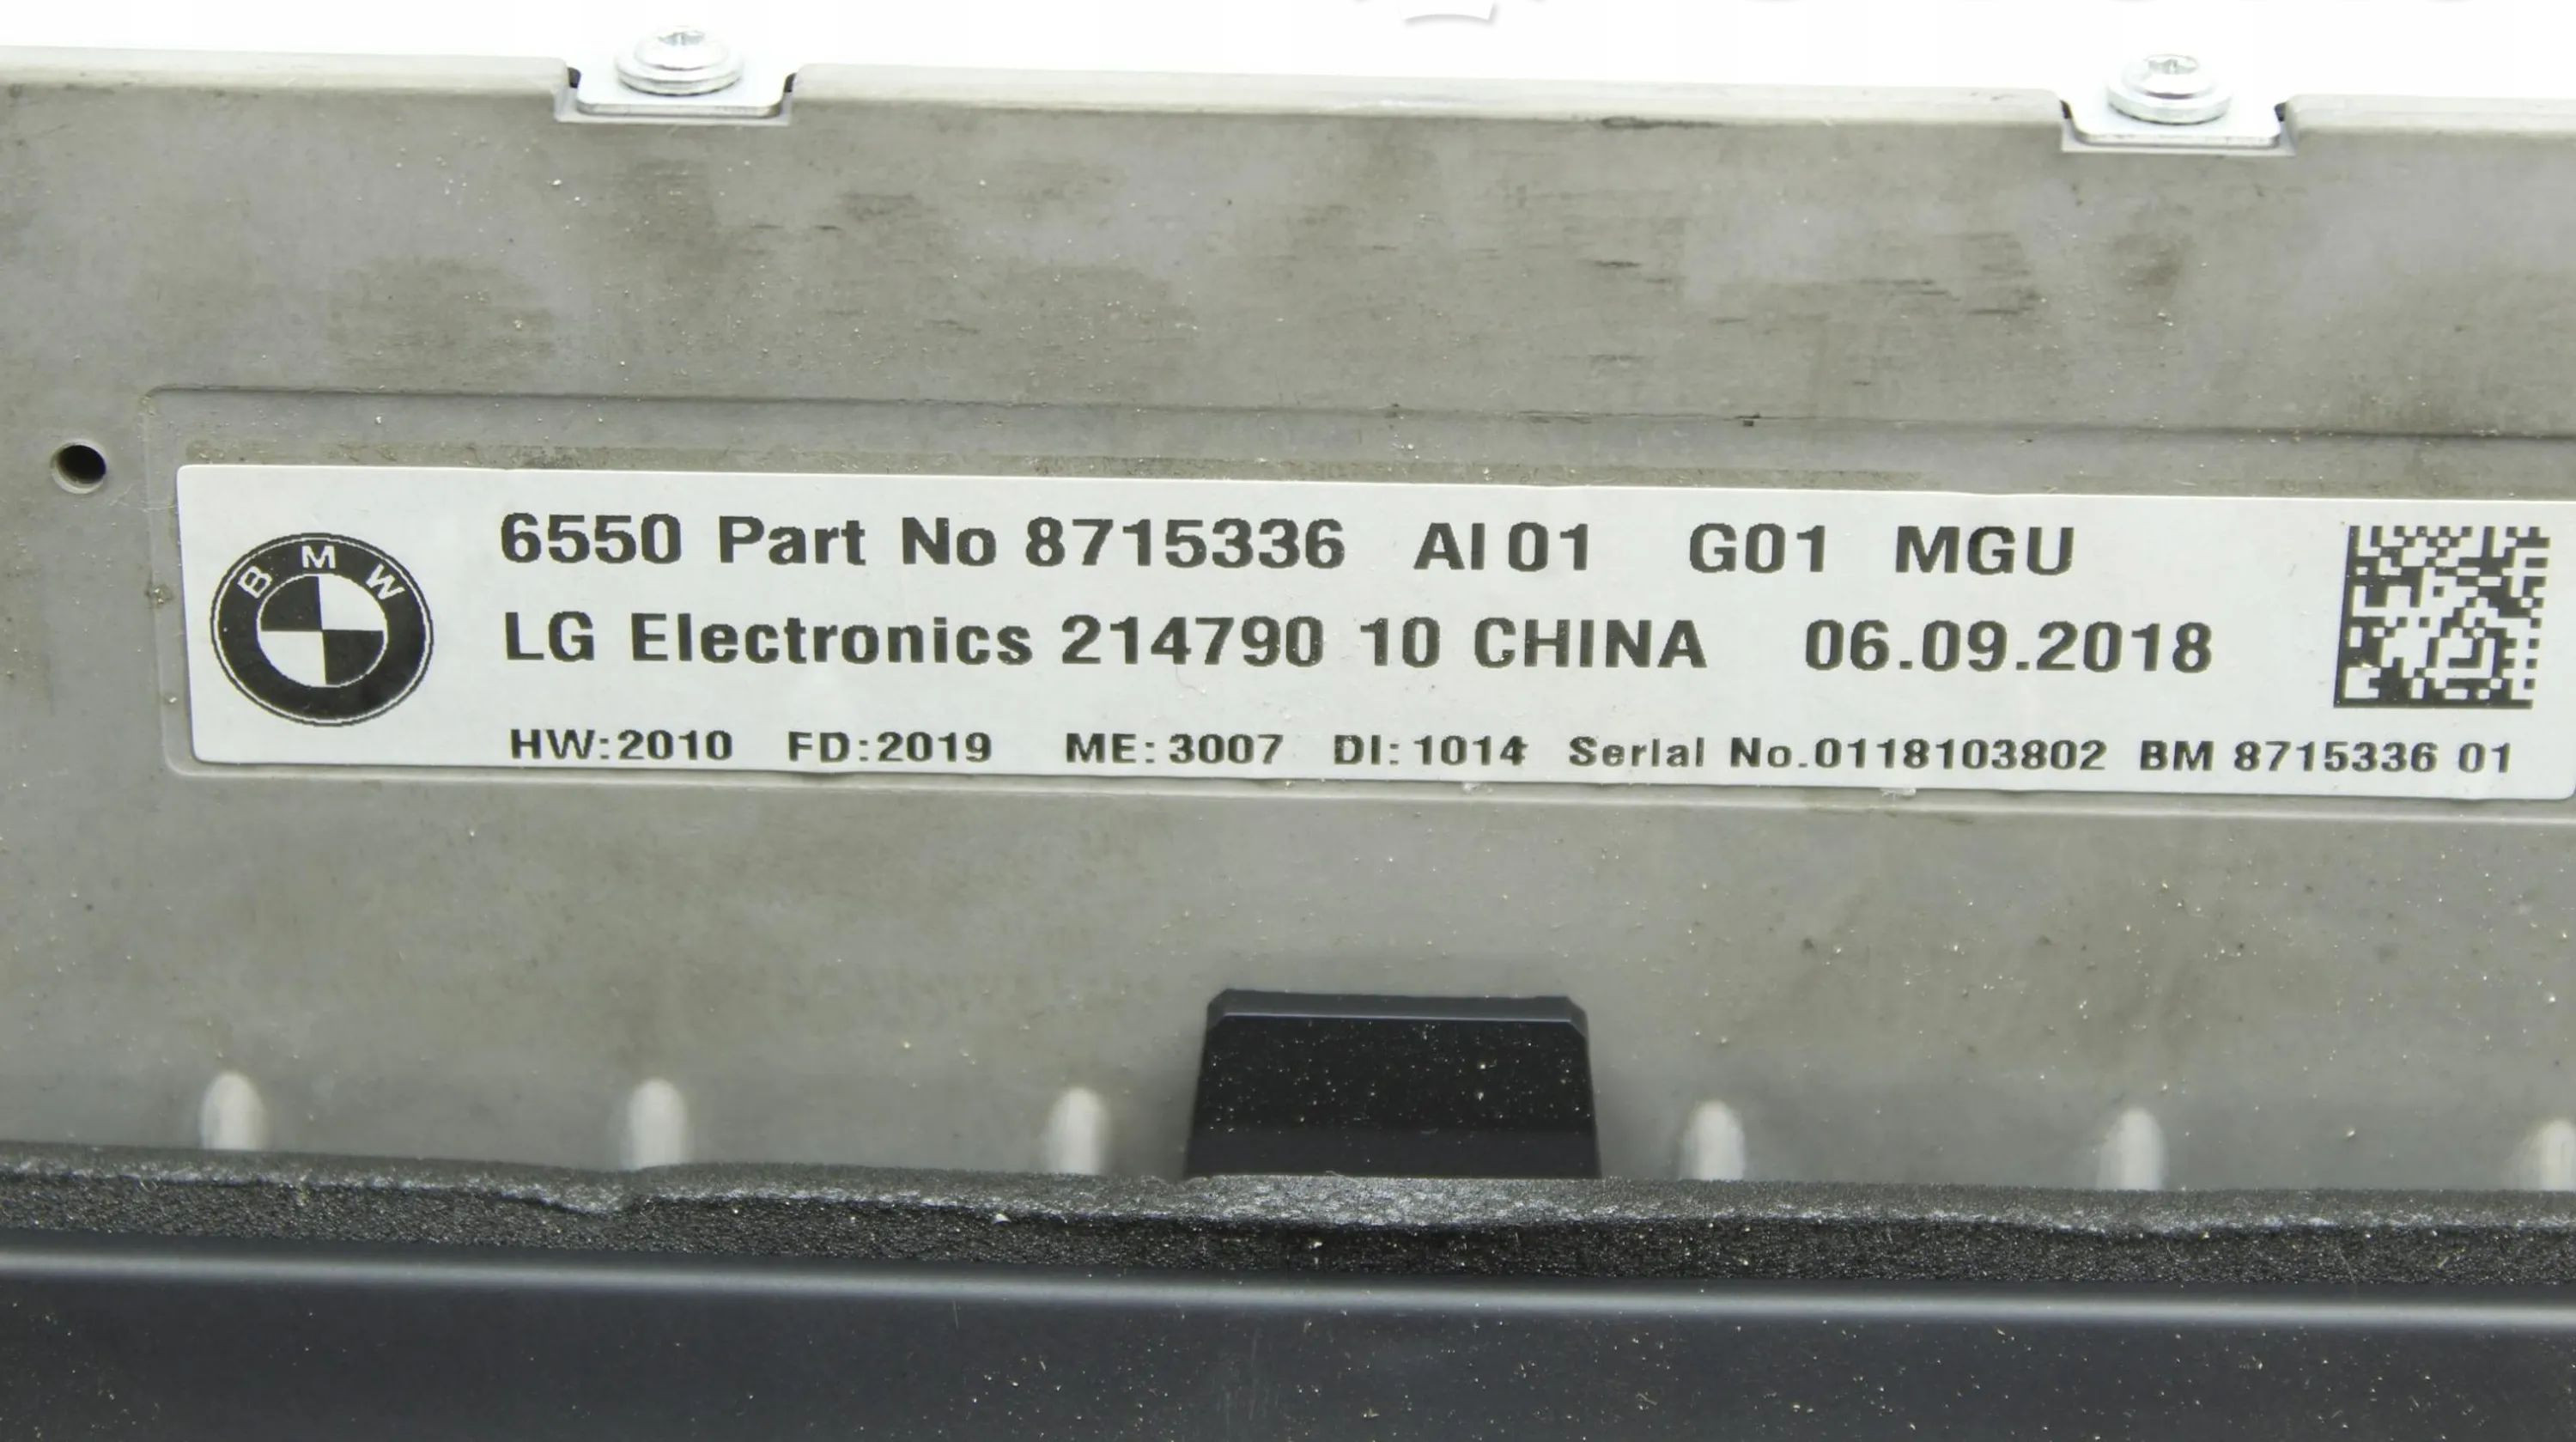 BMW
6550 Part No 8715336 AI 01 G01 MGU
LG Electronics 214790 10 CHINA 06.09.2018
HW:2010 FD:2019 ME:3007 DI:1014 Serial No.0118103802 BM 8715336 01